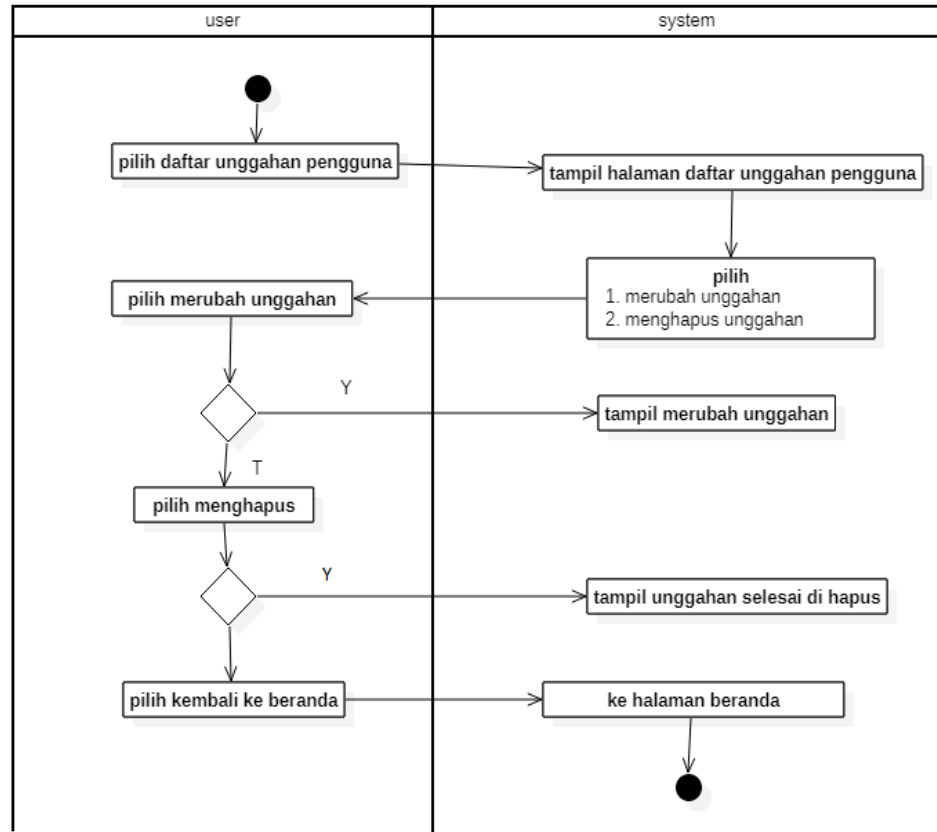 user
system
pilih daftar unggahan pengguna
tampil halaman daftar unggahan pengguna
pilih
1. merubah unggahan
2. menghapus unggahan
pilih merubah unggahan
Y
tampil merubah unggahan
T
pilih menghapus
Y
tampil unggahan selesai di hapus
pilih kembali ke beranda
ke halaman beranda